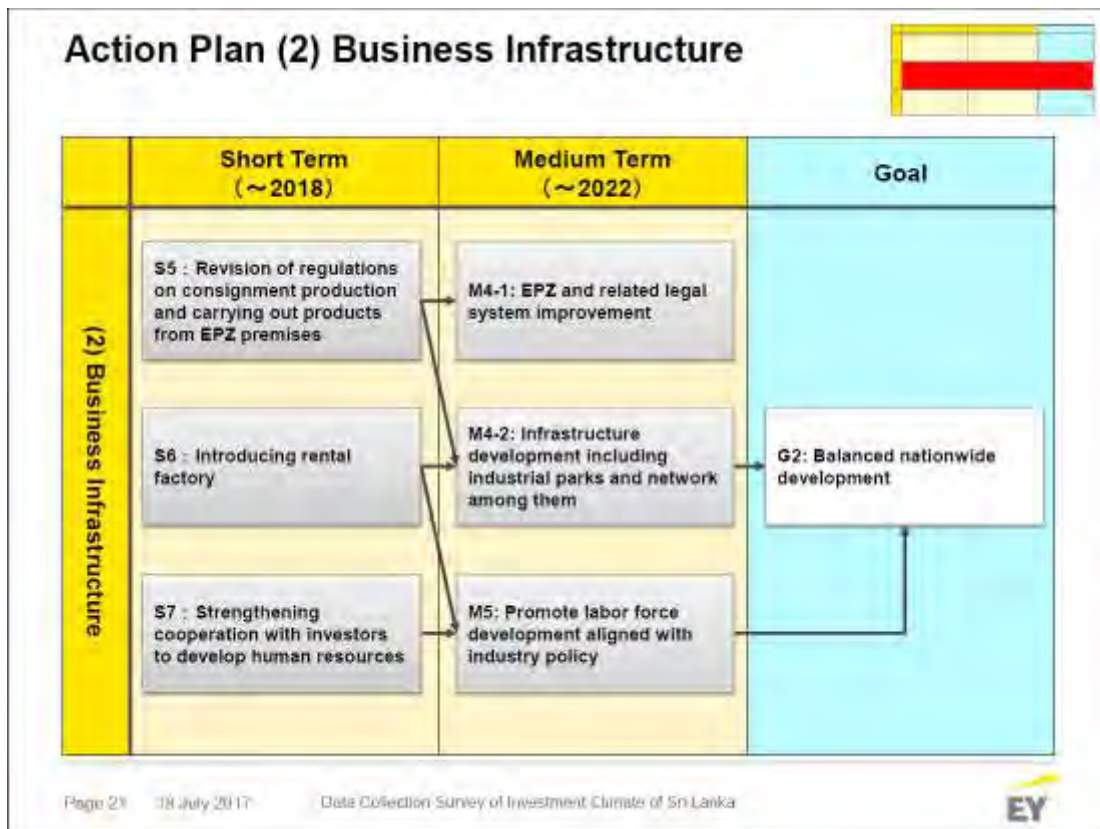 Action Plan (2) Business Infrastructure
Short Term
(～2018)
Medium Term
(～2022)
Goal
(2) Business Infrastructure
S5 : Revision of regulations
on consignment production
and carrying out products
from EPZ premises
M4-1: EPZ and related legal
system improvement
S6 : Introducing rental
factory
M4-2: Infrastructure
development including
industrial parks and network
among them
G2: Balanced nationwide
development
S7 : Strengthening
cooperation with investors
to develop human resources
M5: Promote labor force
development aligned with
industry policy
Page 21 18 July 2017 Data Collection Survey of Investment Climate of Sri Lanka
EY